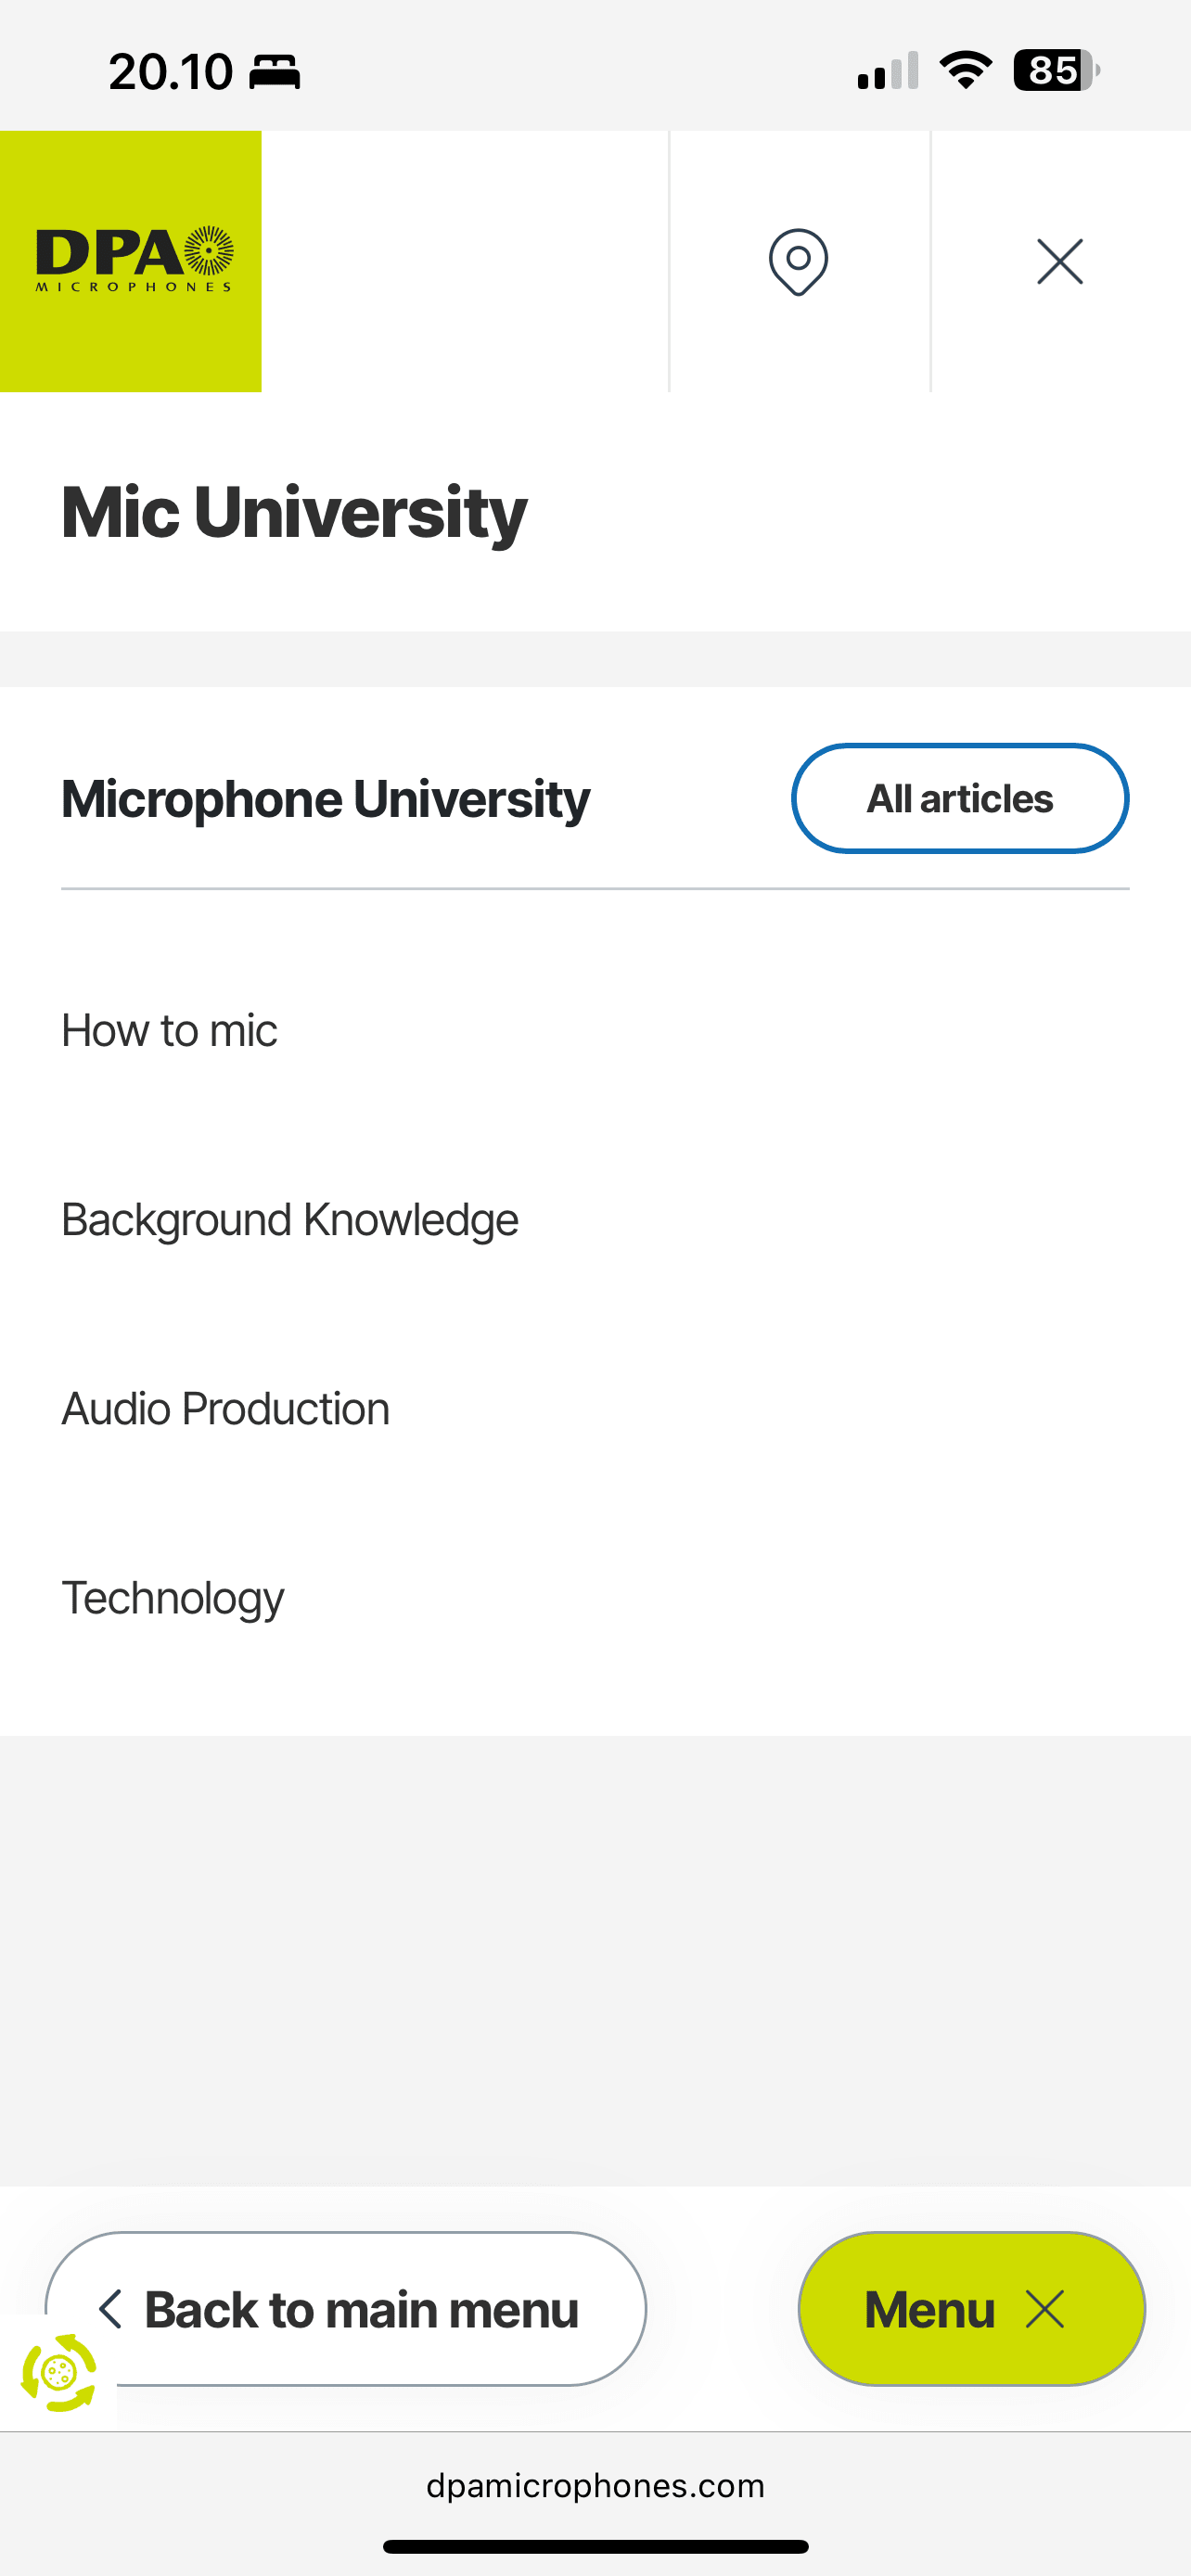 20.10
85
DPA
MICROPHONES
Mic University
Microphone University
All articles
How to mic
Background Knowledge
Audio Production
Technology
Back to main menu
Menu
dpamicrophones.com